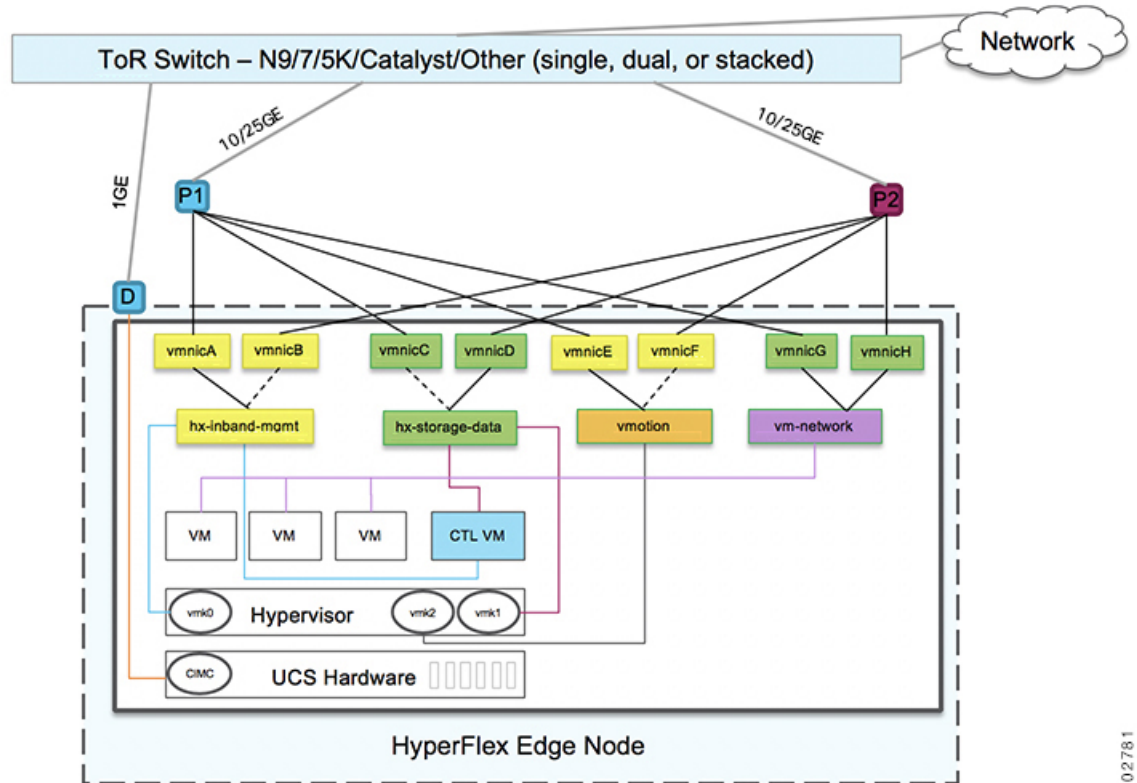 Network
ToR Switch – N9/7/5K/Catalyst/Other (single, dual, or stacked)
10/25GE
10/25GE
1GE
P1
P2
D
vmnicA
vmnicB
vmnicC
vmnicD
vmnicE
vmnicF
vmnicG
vmnicH
hx-inband-mgmt
hx-storage-data
vmotion
vm-network
VM
VM
VM
CTL VM
vmk0
Hypervisor
vmk2
vmk1
CIMC
UCS Hardware
HyperFlex Edge Node
02781